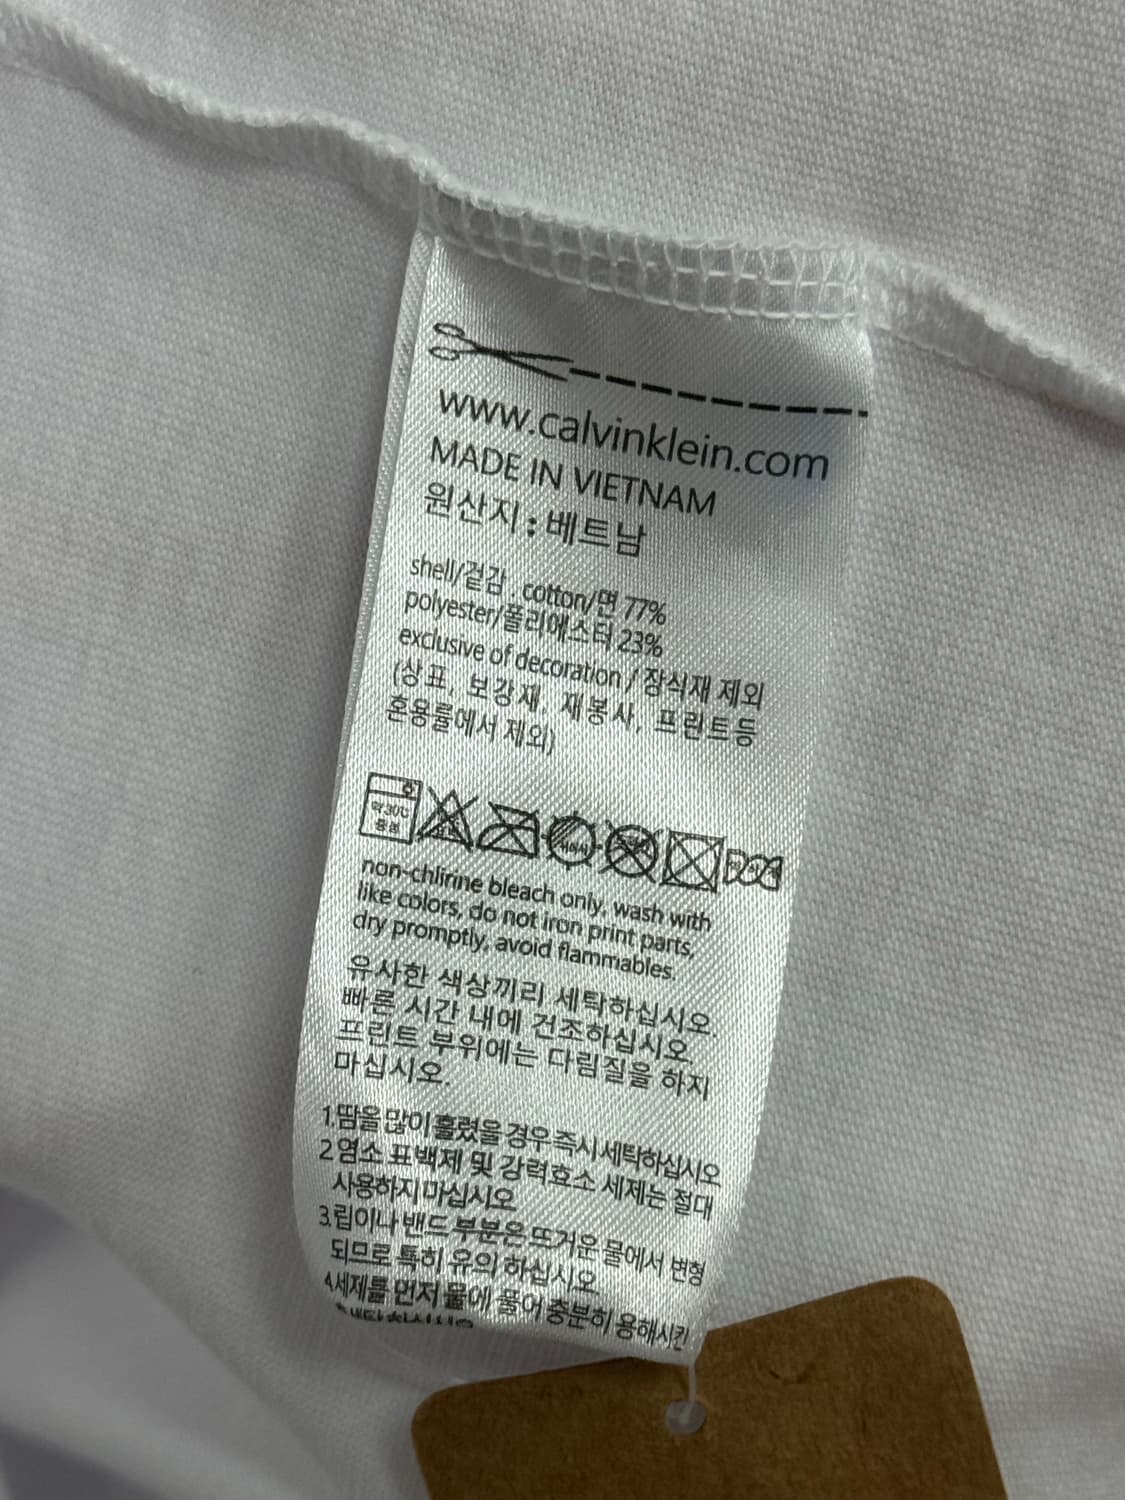 www.calvinklein.com
MADE IN VIETNAM
원산지 : 베트남
shell/겉감 . cotton/면 77%
polyester/폴리에스터 23%
exclusive of decoration / 장식재 제외
(상표, 보강재, 재봉사, 프린트등
혼용률에서 제외)
약 30℃
중성
non-chlirine bleach only, wash with
like colors, do not iron print parts,
dry promptly, avoid flammables.
유사한 색상끼리 세탁하십시오.
빠른 시간 내에 건조하십시오.
프린트 부위에는 다림질을 하지
마십시오.
1.땀을 많이 흘렸을 경우 즉시 세탁하십시오
2 염소 표백제 및 강력효소 세제는 절대
사용하지 마십시오
3.립이나 밴드 부분은 뜨거운 물에서 변형
되므로 특히 유의 하십시오.
4.세제를 먼저 물에 풀어 충분히 용해시킨